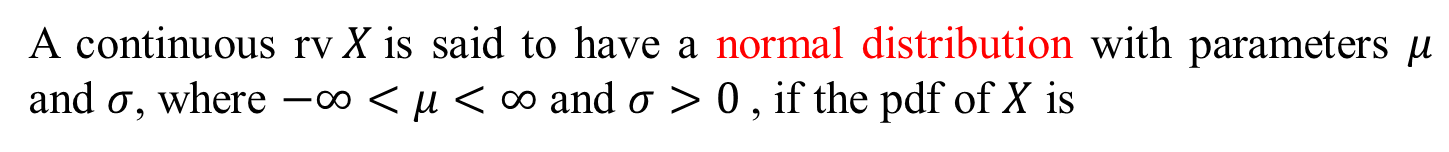 A continuous rv X is said to have a normal distribution with parameters μ
and σ, where −∞ < μ < ∞ and σ > 0 , if the pdf of X is